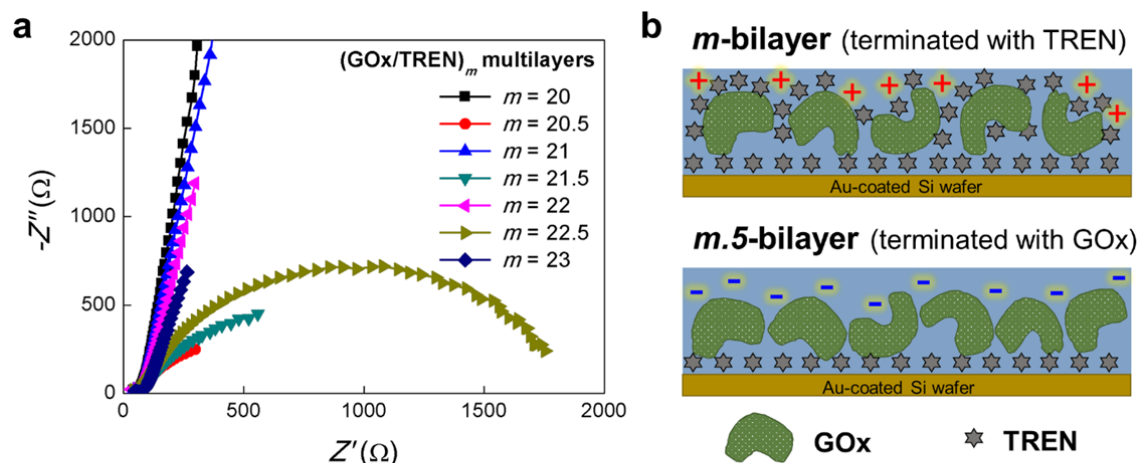 a
2000
1500
1000
500
0
-Z″(Ω)
0 500 1000 1500 2000
Z′(Ω)
(GOx/TREN)m multilayers
m = 20
m = 20.5
m = 21
m = 21.5
m = 22
m = 22.5
m = 23
b
m-bilayer (terminated with TREN)
+ + + + + + +
Au-coated Si wafer
m.5-bilayer (terminated with GOx)
- - - - - - - - -
Au-coated Si wafer
GOx TREN